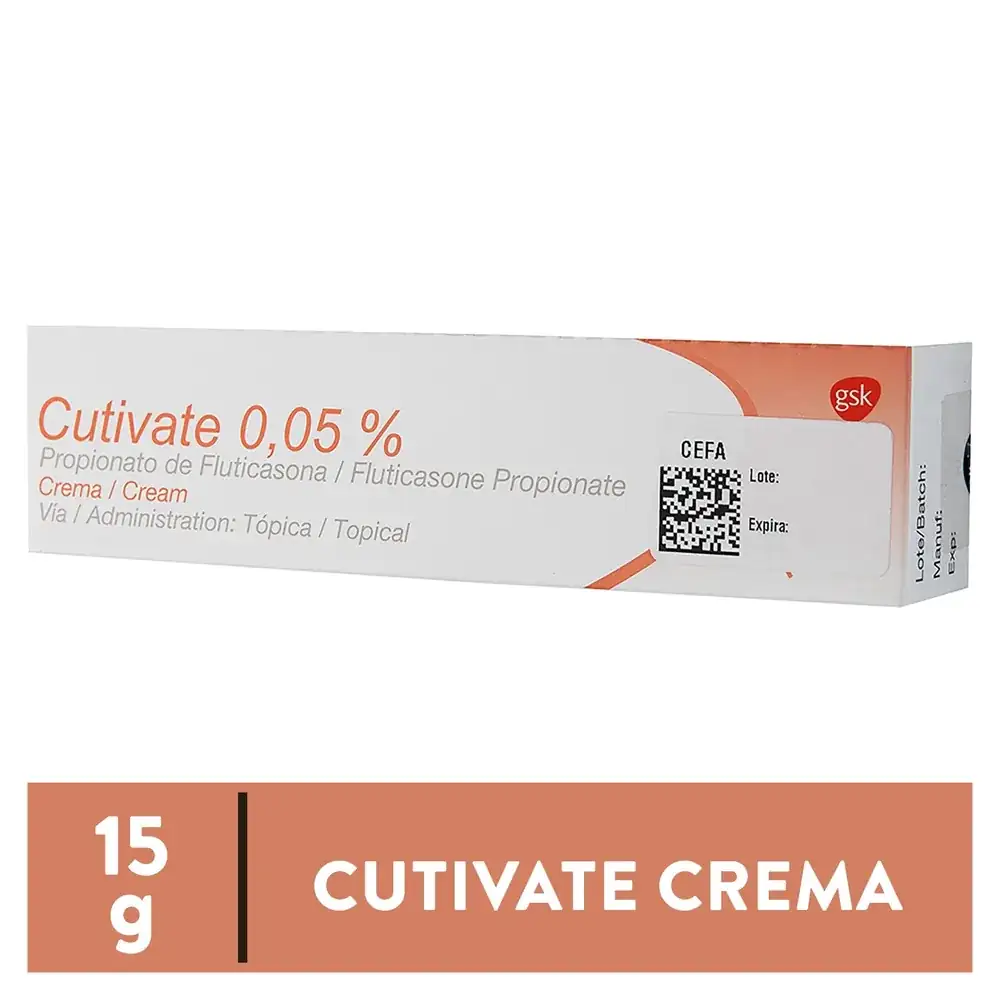 Cutivate 0,05 %
Propionato de Fluticasona / Fluticasone Propionate
Crema / Cream
Vía / Administration: Tópica / Topical
gsk
CEFA
Lote:
Expira:
Lote/Batch:
Manuf:
Exp:
15
g
CUTIVATE CREMA